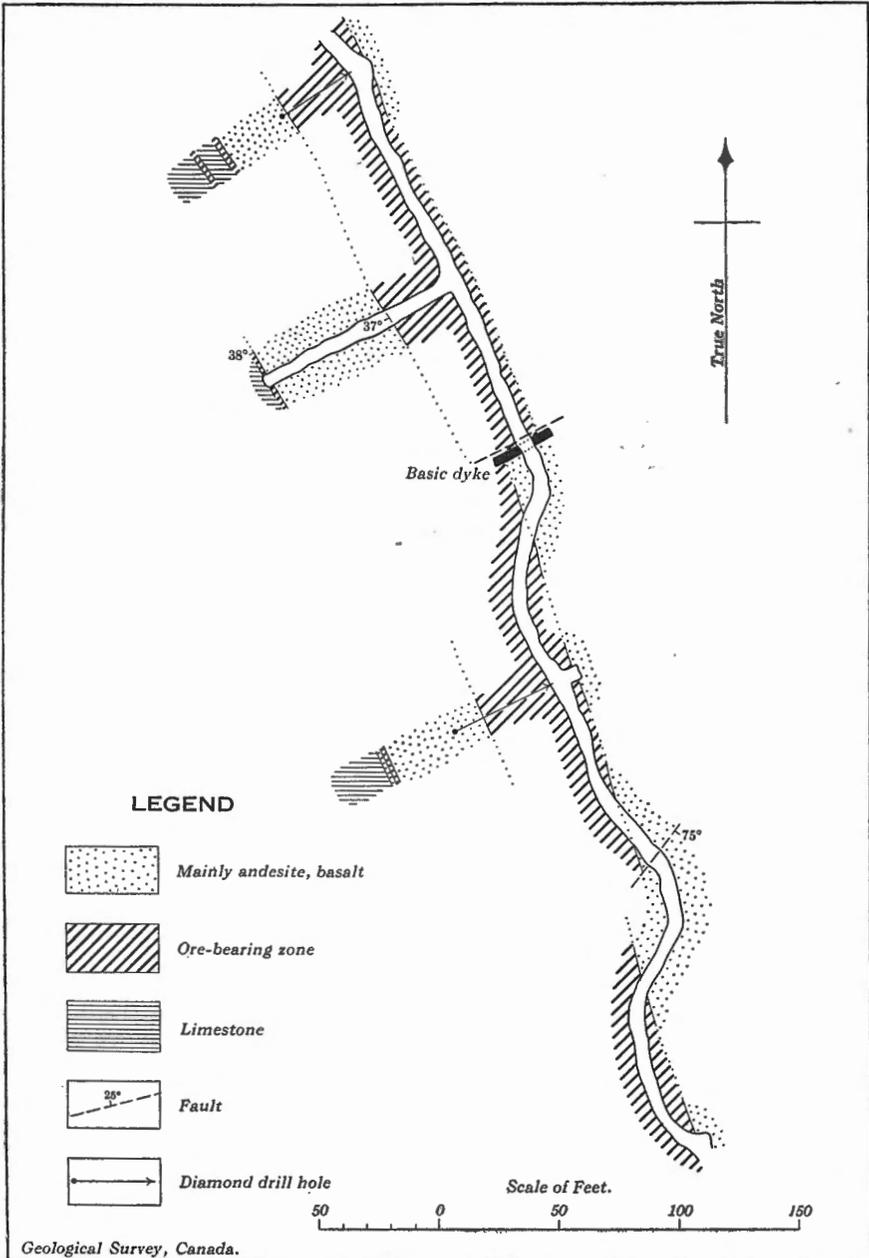 38°
37°
True North
Basic dyke
75°
LEGEND
Mainly andesite, basalt
Ore-bearing zone
Limestone
25°
Fault
Diamond drill hole
Scale of Feet.
50 0 50 100 150
Geological Survey, Canada.